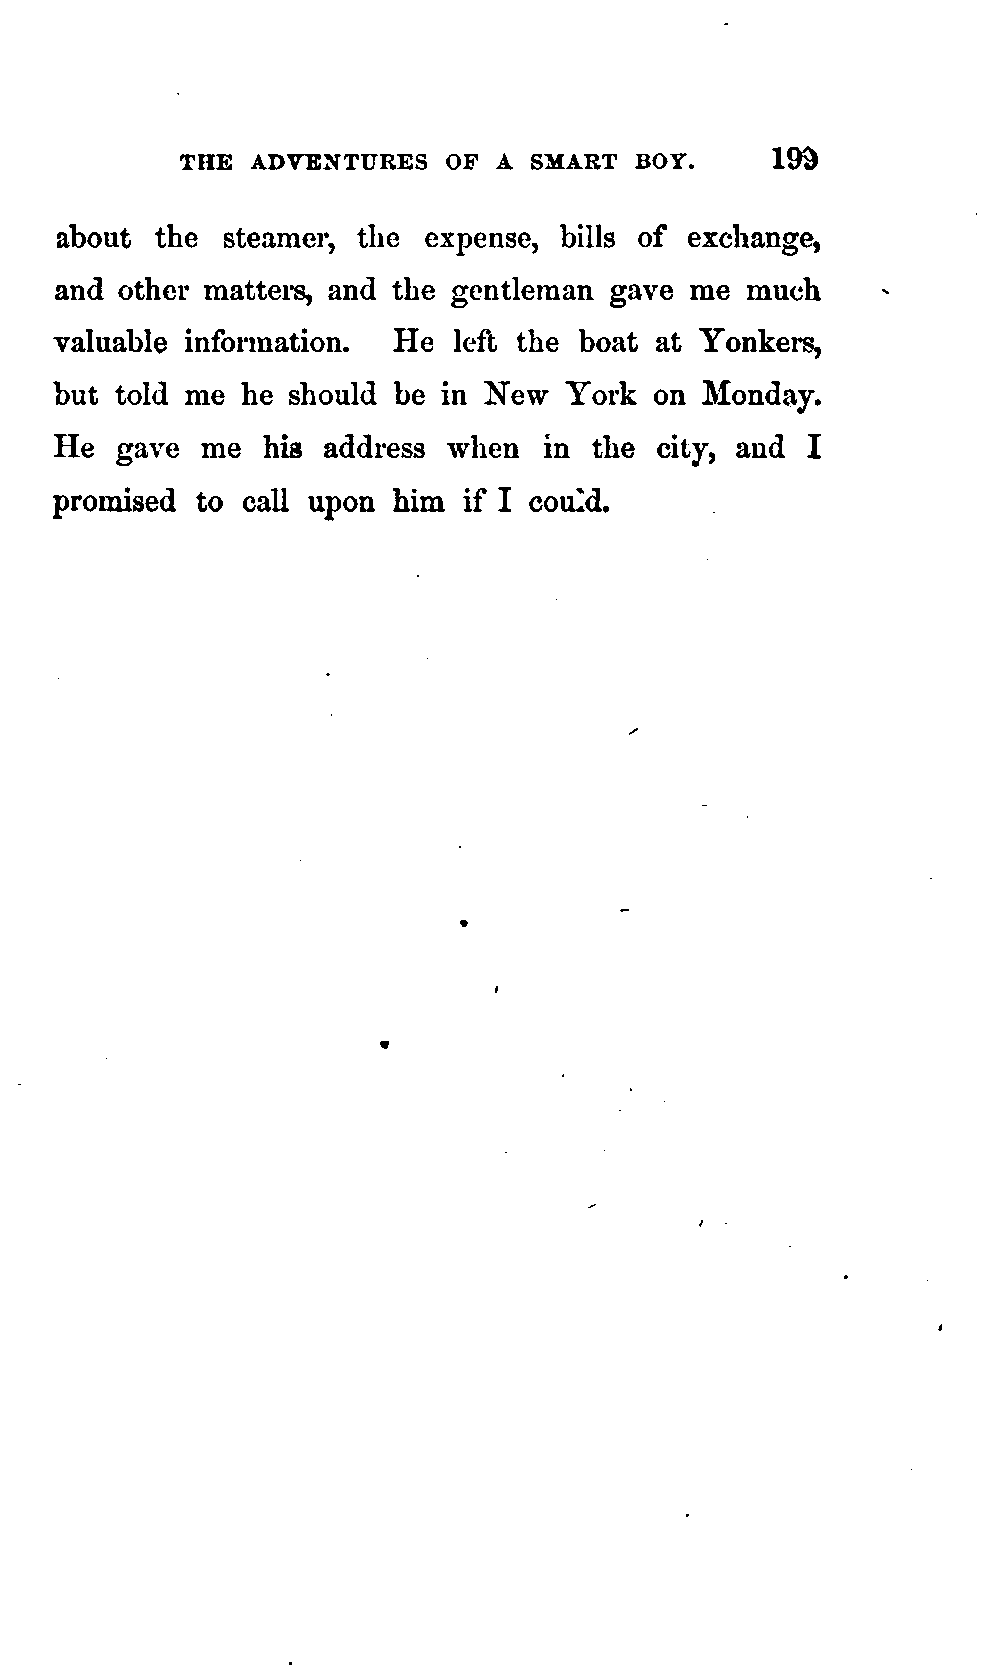 THE ADVENTURES OF A SMART BOY. 199
about the steamer, the expense, bills of exchange,
and other matters, and the gentleman gave me much
valuable information. He left the boat at Yonkers,
but told me he should be in New York on Monday.
He gave me his address when in the city, and I
promised to call upon him if I could.